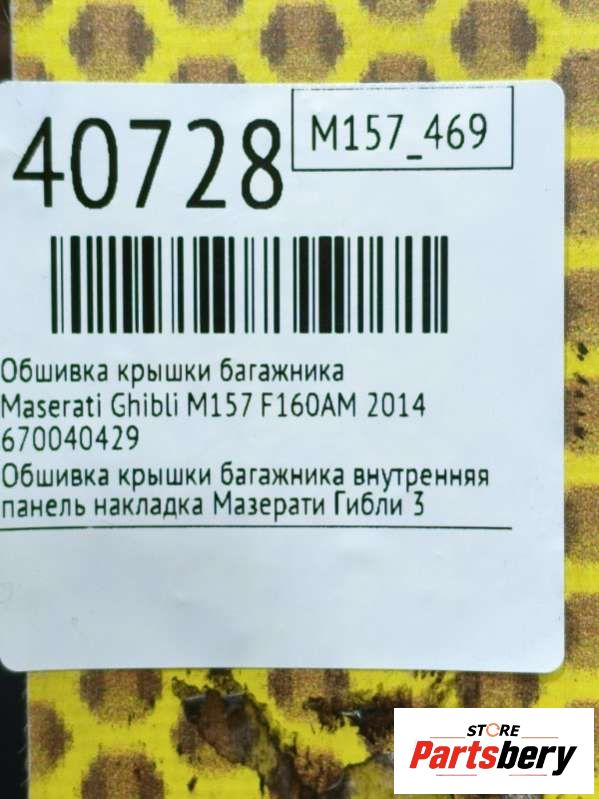 40728
M157_469
Обшивка крышки багажника
Maserati Ghibli M157 F160AM 2014
670040429
Обшивка крышки багажника внутренняя
панель накладка Мазерати Гибли 3
STORE
Partsbery